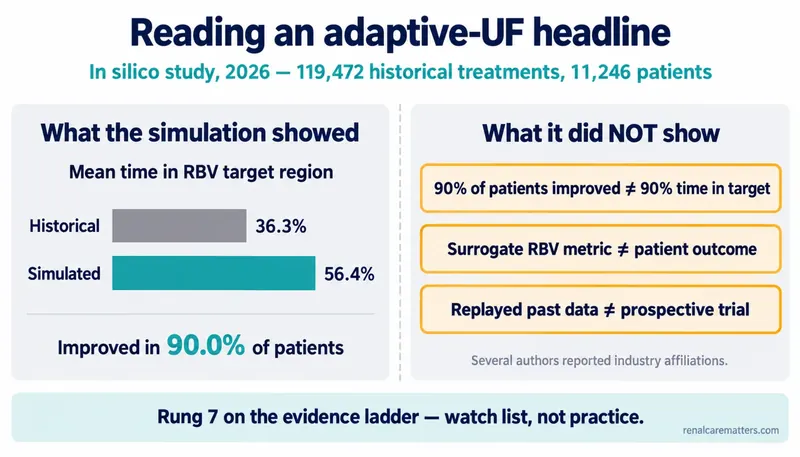 Reading an adaptive-UF headline
In silico study, 2026 — 119,472 historical treatments, 11,246 patients
What the simulation showed
Mean time in RBV target region
Historical 36.3%
Simulated 56.4%
Improved in 90.0% of patients
What it did NOT show
90% of patients improved ≠ 90% time in target
Surrogate RBV metric ≠ patient outcome
Replayed past data ≠ prospective trial
Several authors reported industry affiliations.
Rung 7 on the evidence ladder — watch list, not practice.
renalcarematters.com